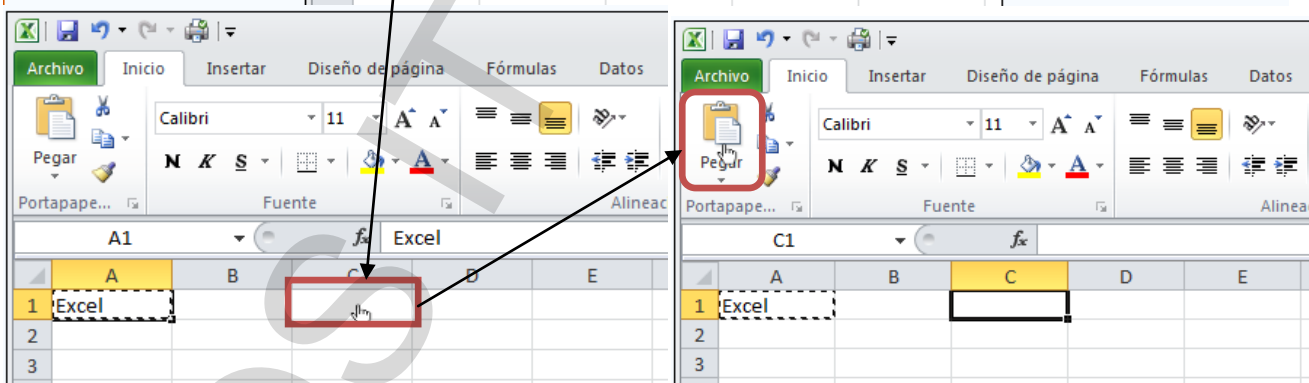 Archivo Inicio Insertar Diseño de página Fórmulas Datos
Calibri 11 A A
Pegar
N K S A
Portapape... Fuente Alineac
A1 fx Excel
A B C D E
1 Excel
2
3
Archivo Inicio Insertar Diseño de página Fórmulas Datos
Calibri 11 A A
Pegar
N K S A
Portapape... Fuente Alinea
C1 fx
A B C D E
1 Excel
2
3